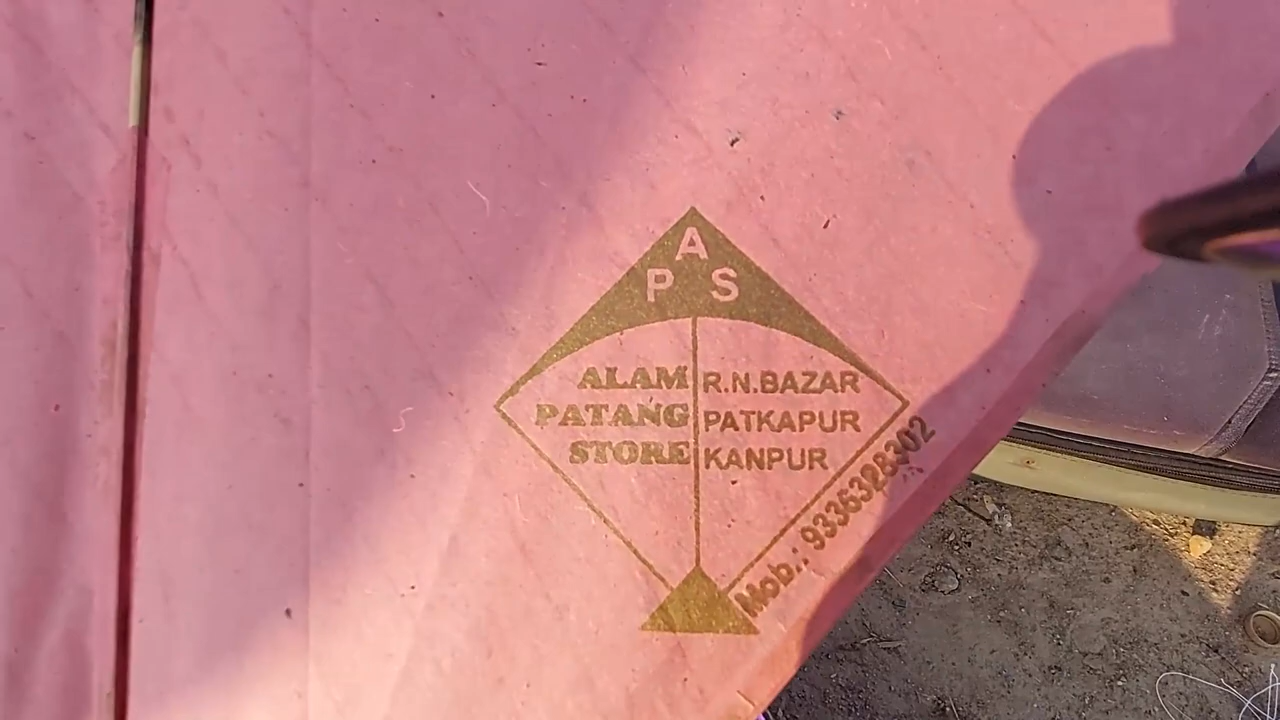 A
P S
ALAM R.N.BAZAR
PATANG PATKAPUR
STORE KANPUR
Mob.: 9336328302